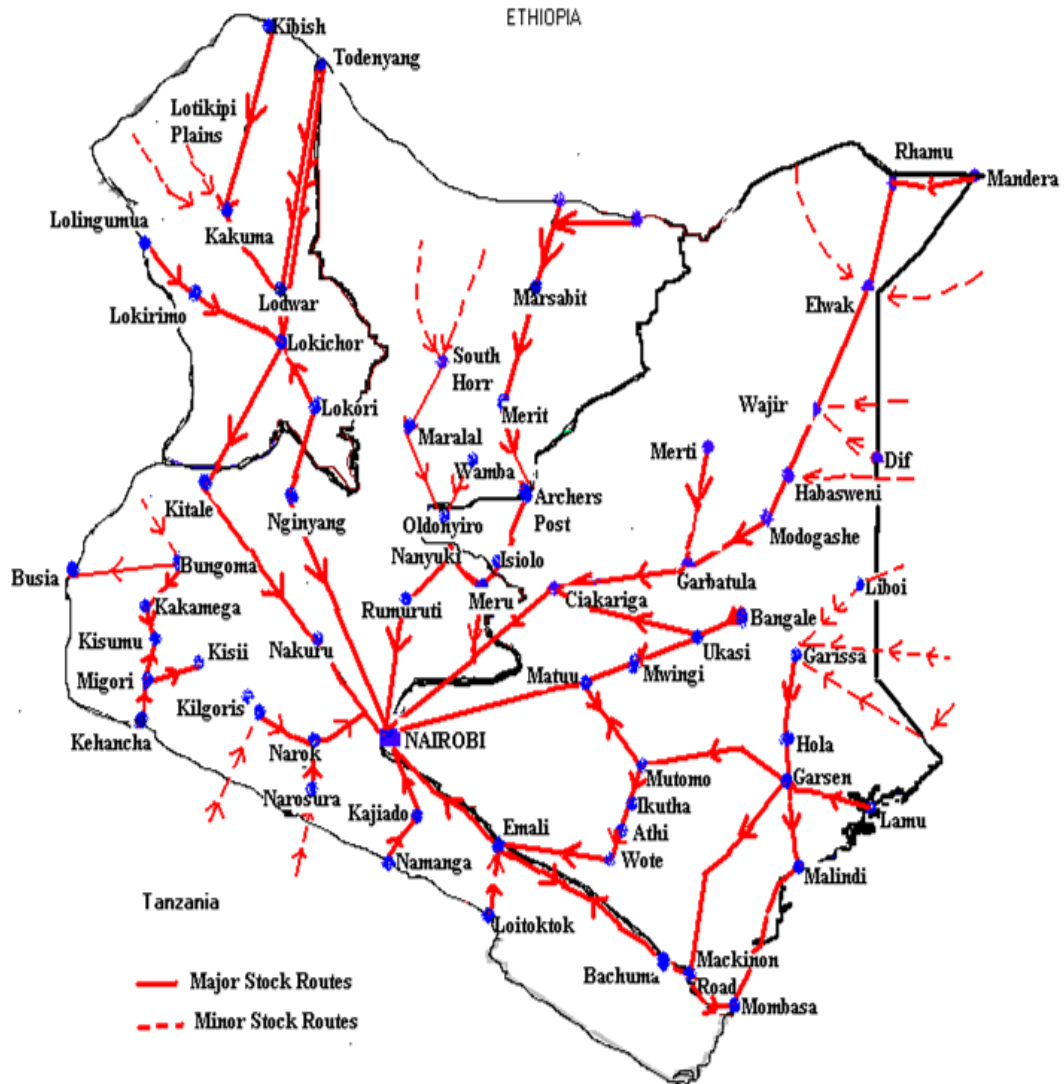 ETHIOPIA
Kibish
Todenyang
Lotikipi
Plains
Rhamu
Mandera
Lolingumua
Kakuma
Lokirimo
Lodwar
Marsabit
Elwak
Lokichor
South
Horr
Lokori
Merit
Wajir
Maralal
Wamba
Merti
Dif
Kitale
Nginyang
Archers
Post
Habasweni
Oldonyiro
Modogashe
Nanyuki
Isiolo
Busia
Bungoma
Garbatula
Liboi
Kakamega
Rumuruti
Meru
Ciakariga
Bangale
Kisumu
Kisii
Nakuru
Ukasi
Garissa
Migori
Matuu
Mwingi
Kilgoris
Kehancha
Narok
NAIROBI
Hola
Mutomo
Garsen
Narosura
Ikutha
Kajiado
Emali
Athi
Lamu
Namanga
Wote
Malindi
Tanzania
Loitoktok
Bachuma
Mackinon
Road
Mombasa
Major Stock Routes
Minor Stock Routes